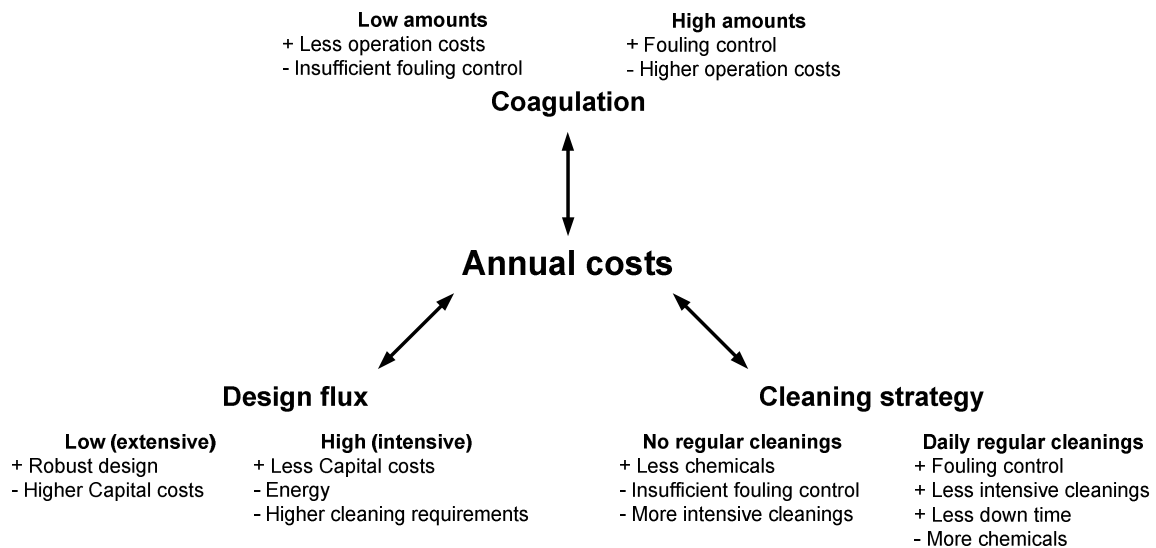 Low amounts
+ Less operation costs
- Insufficient fouling control
High amounts
+ Fouling control
- Higher operation costs
Coagulation
Annual costs
Design flux
Low (extensive)
+ Robust design
- Higher Capital costs
High (intensive)
+ Less Capital costs
- Energy
- Higher cleaning requirements
Cleaning strategy
No regular cleanings
+ Less chemicals
- Insufficient fouling control
- More intensive cleanings
Daily regular cleanings
+ Fouling control
+ Less intensive cleanings
+ Less down time
- More chemicals